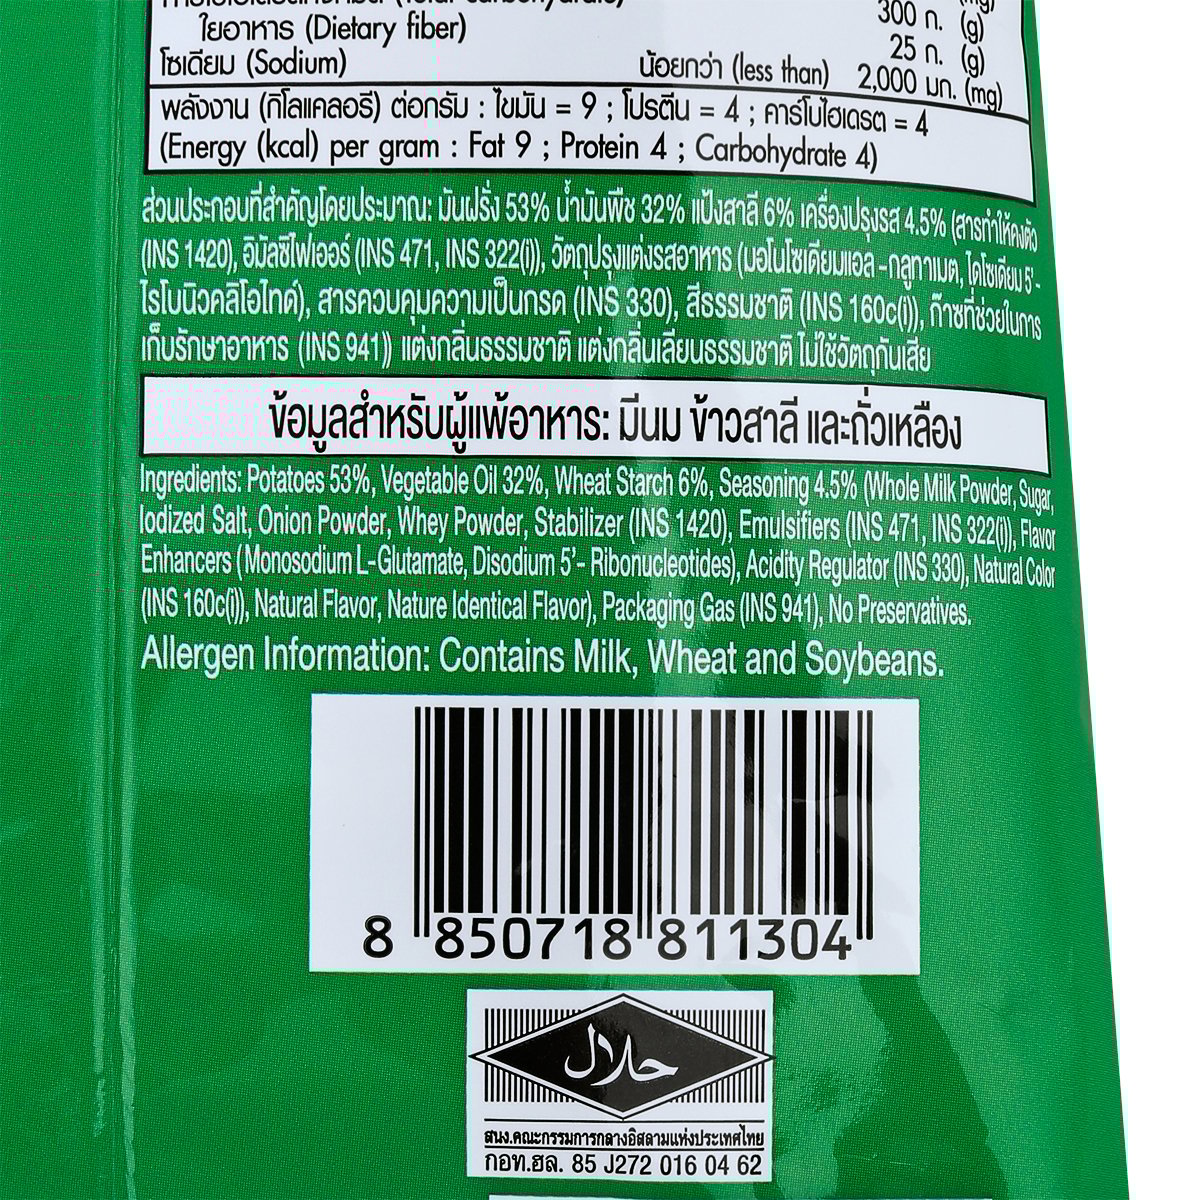 (Total carbohydrate)
300 ก. (g)
ใยอาหาร (Dietary fiber)
25 ก. (g)
โซเดียม (Sodium) น้อยกว่า (less than) 2,000 มก. (mg)
พลังงาน (กิโลแคลอรี) ต่อกรัม : ไขมัน = 9 ; โปรตีน = 4 ; คาร์โบไฮเดรต = 4
(Energy (kcal) per gram : Fat 9 ; Protein 4 ; Carbohydrate 4)
ส่วนประกอบที่สำคัญโดยประมาณ: มันฝรั่ง 53% น้ำมันพืช 32% แป้งสาลี 6% เครื่องปรุงรส 4.5% (สารทำให้คงตัว
(INS 1420), อิมัลซิไฟเออร์ (INS 471, INS 322(i)), วัตถุปรุงแต่งรสอาหาร (มอโนโซเดียมแอล-กลูทาเมต, ไดโซเดียม 5'-
ไรโบนิวคลิโอไทด์), สารควบคุมความเป็นกรด (INS 330), สีธรรมชาติ (INS 160c(i)), ก๊าซที่ช่วยในการ
เก็บรักษาอาหาร (INS 941)) แต่งกลิ่นธรรมชาติ แต่งกลิ่นเลียนธรรมชาติ ไม่ใช้วัตถุกันเสีย
ข้อมูลสำหรับผู้แพ้อาหาร: มีนม ข้าวสาลี และถั่วเหลือง
Ingredients: Potatoes 53%, Vegetable Oil 32%, Wheat Starch 6%, Seasoning 4.5% (Whole Milk Powder, Sugar,
Iodized Salt, Onion Powder, Whey Powder, Stabilizer (INS 1420), Emulsifiers (INS 471, INS 322(i)), Flavor
Enhancers (Monosodium L-Glutamate, Disodium 5'- Ribonucleotides), Acidity Regulator (INS 330), Natural Color
(INS 160c(i)), Natural Flavor, Nature Identical Flavor), Packaging Gas (INS 941), No Preservatives.
Allergen Information: Contains Milk, Wheat and Soybeans.
8 850718 811304
حلال
สนง.คณะกรรมการกลางอิสลามแห่งประเทศไทย
กอท.ฮล. 85 J272 016 04 62